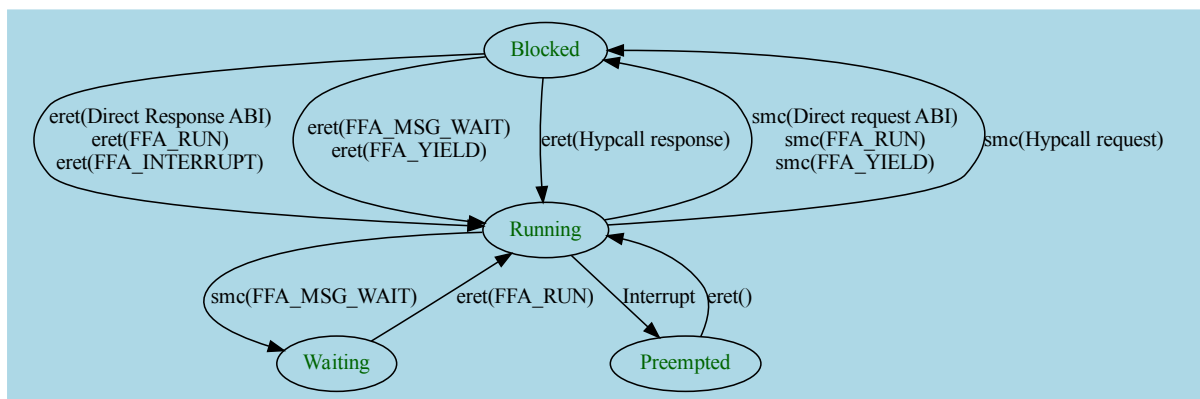 Blocked
eret(Direct Response ABI)
eret(FFA_RUN)
eret(FFA_INTERRUPT)
eret(FFA_MSG_WAIT)
eret(FFA_YIELD)
eret(Hypcall response)
smc(Direct request ABI)
smc(FFA_RUN)
smc(FFA_YIELD)
smc(Hypcall request)
Running
smc(FFA_MSG_WAIT)
eret(FFA_RUN)
Interrupt
eret()
Waiting
Preempted